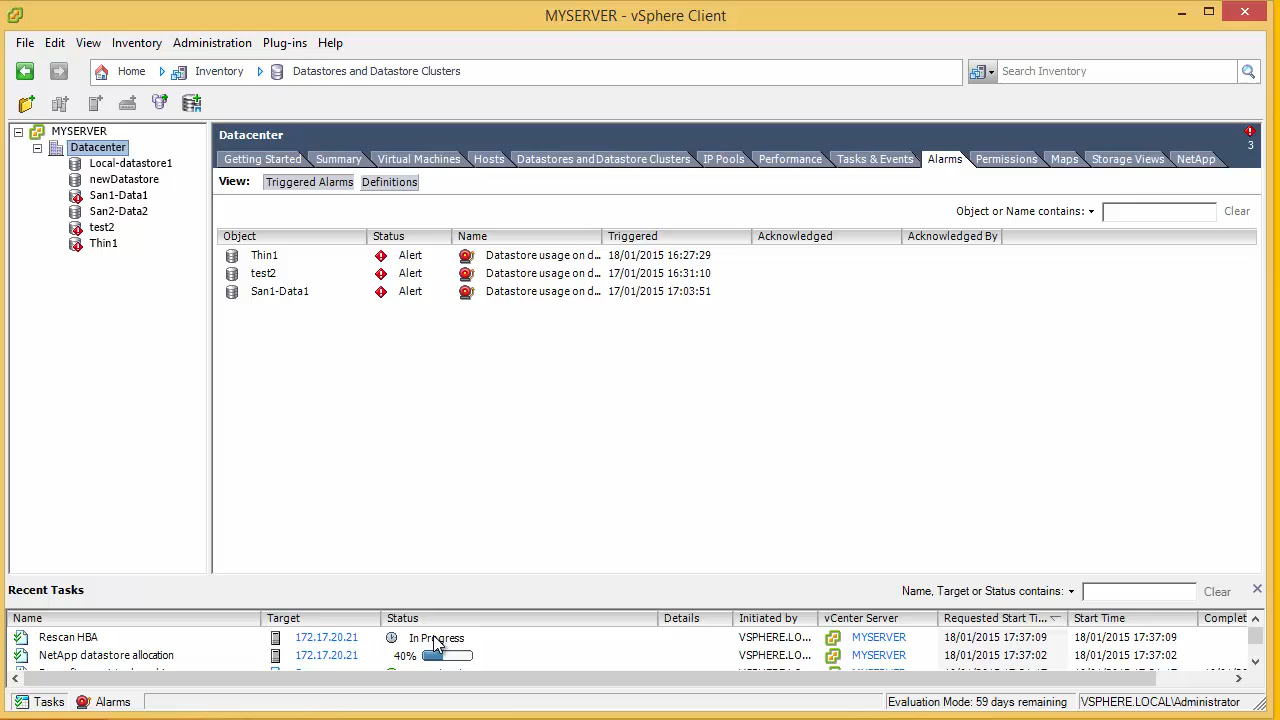 MYSERVER - vSphere Client
File Edit View Inventory Administration Plug-ins Help
Home Inventory Datastores and Datastore Clusters Search Inventory
MYSERVER
Datacenter
Local-datastore1
newDatastore
San1-Data1
San2-Data2
test2
Thin1
Datacenter
3
Getting Started Summary Virtual Machines Hosts Datastores and Datastore Clusters IP Pools Performance Tasks & Events Alarms Permissions Maps Storage Views NetApp
View: Triggered Alarms Definitions
Object or Name contains: Clear
Object Status Name Triggered Acknowledged Acknowledged By
Thin1 Alert Datastore usage on d... 18/01/2015 16:27:29
test2 Alert Datastore usage on d... 17/01/2015 16:31:10
San1-Data1 Alert Datastore usage on d... 17/01/2015 17:03:51
Recent Tasks Name, Target or Status contains: Clear
Name Target Status Details Initiated by vCenter Server Requested Start Ti... Start Time Complet
Rescan HBA 172.17.20.21 In Progress VSPHERE.LO... MYSERVER 18/01/2015 17:37:09 18/01/2015 17:37:09
NetApp datastore allocation 172.17.20.21 40% VSPHERE.LO... MYSERVER 18/01/2015 17:37:02 18/01/2015 17:37:02
Tasks Alarms Evaluation Mode: 59 days remaining VSPHERE.LOCAL\Administrator